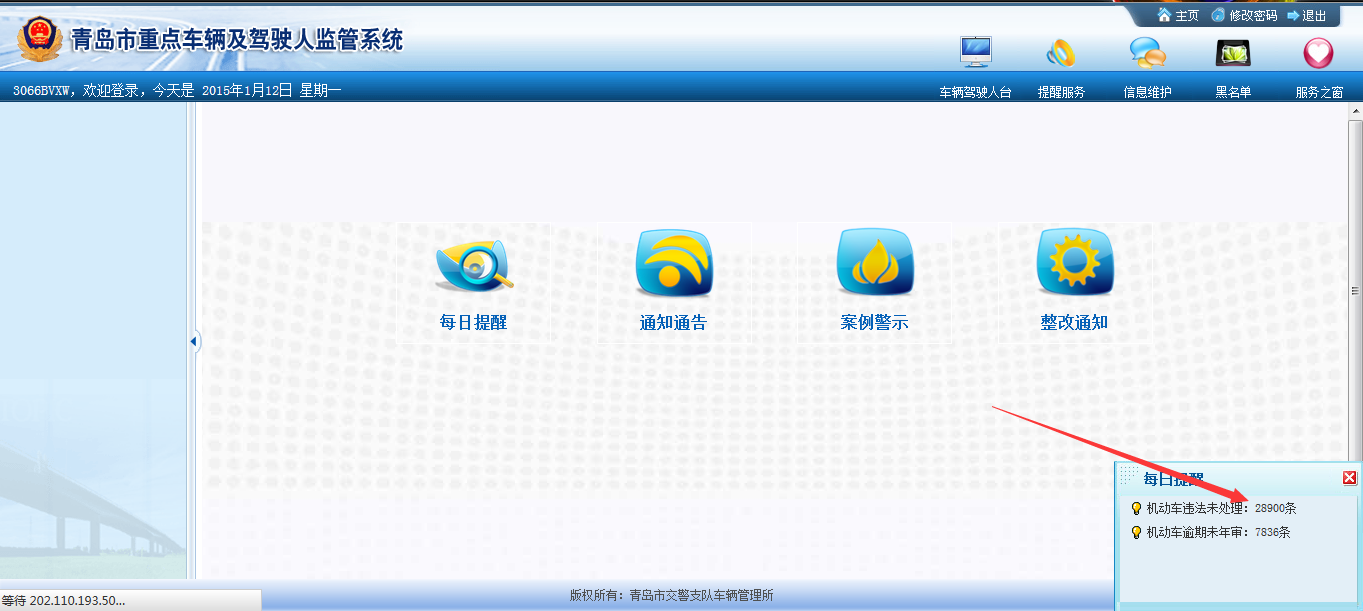 主页 修改密码 退出
青岛市重点车辆及驾驶人监管系统
3066BVXW，欢迎登录，今天是 2015年1月12日 星期一
车辆驾驶人台 提醒服务 信息维护 黑名单 服务之窗
每日提醒 通知通告 案例警示 整改通知
每日提醒
机动车违法未处理：28900条
机动车逾期未年审：7836条
版权所有：青岛市交警支队车辆管理所
等待 202.110.193.50...